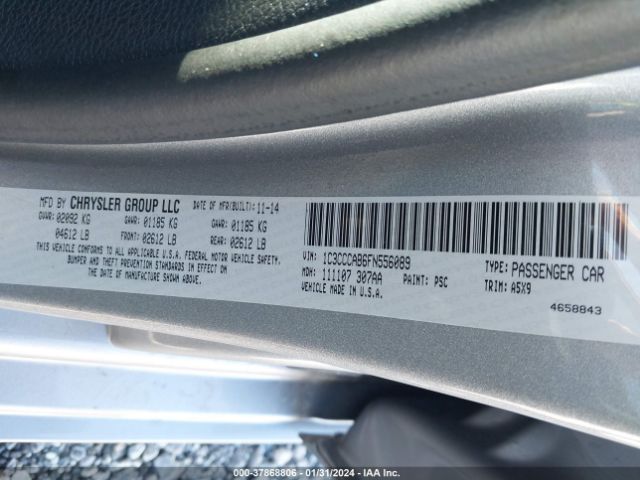 MFD BY CHRYSLER GROUP LLC DATE OF MFR(BUILT): 11-14
GVWR: 02092 KG GAWR: 01185 KG GAWR: 01185 KG
04612 LB FRONT: 02612 LB REAR: 02612 LB
THIS VEHICLE CONFORMS TO ALL APPLICABLE U.S.A. FEDERAL MOTOR VEHICLE SAFETY,
BUMPER AND THEFT PREVENTION STANDARDS IN EFFECT ON
THE DATE OF MANUFACTURE SHOWN ABOVE.
VIN: 1C3CCCAB6FN556089 TYPE: PASSENGER CAR
MDH: 111107 307AA PAINT: PSC TRIM: A5X9
VEHICLE MADE IN U.S.A.
4658843
000-37868806 - 01/31/2024 - IAA Inc.